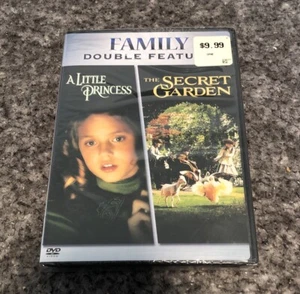 FAMILY
$9.99
DOUBLE FEATU
A LITTLE
PRINCESS
THE SECRET
GARDEN
DVD